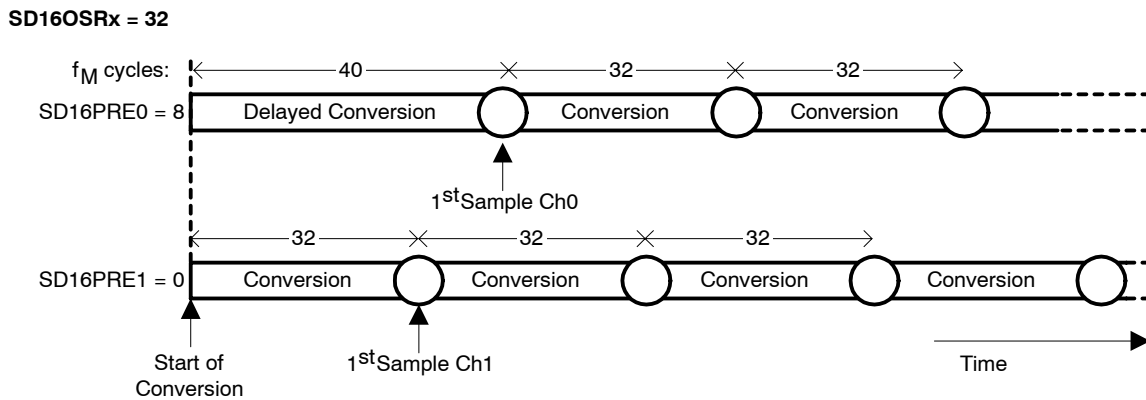 SD16OSRx = 32
fM cycles: 40 32 32
SD16PRE0 = 8 Delayed Conversion Conversion Conversion
1st Sample Ch0
32 32 32
SD16PRE1 = 0 Conversion Conversion Conversion Conversion
Start of
Conversion
1st Sample Ch1
Time